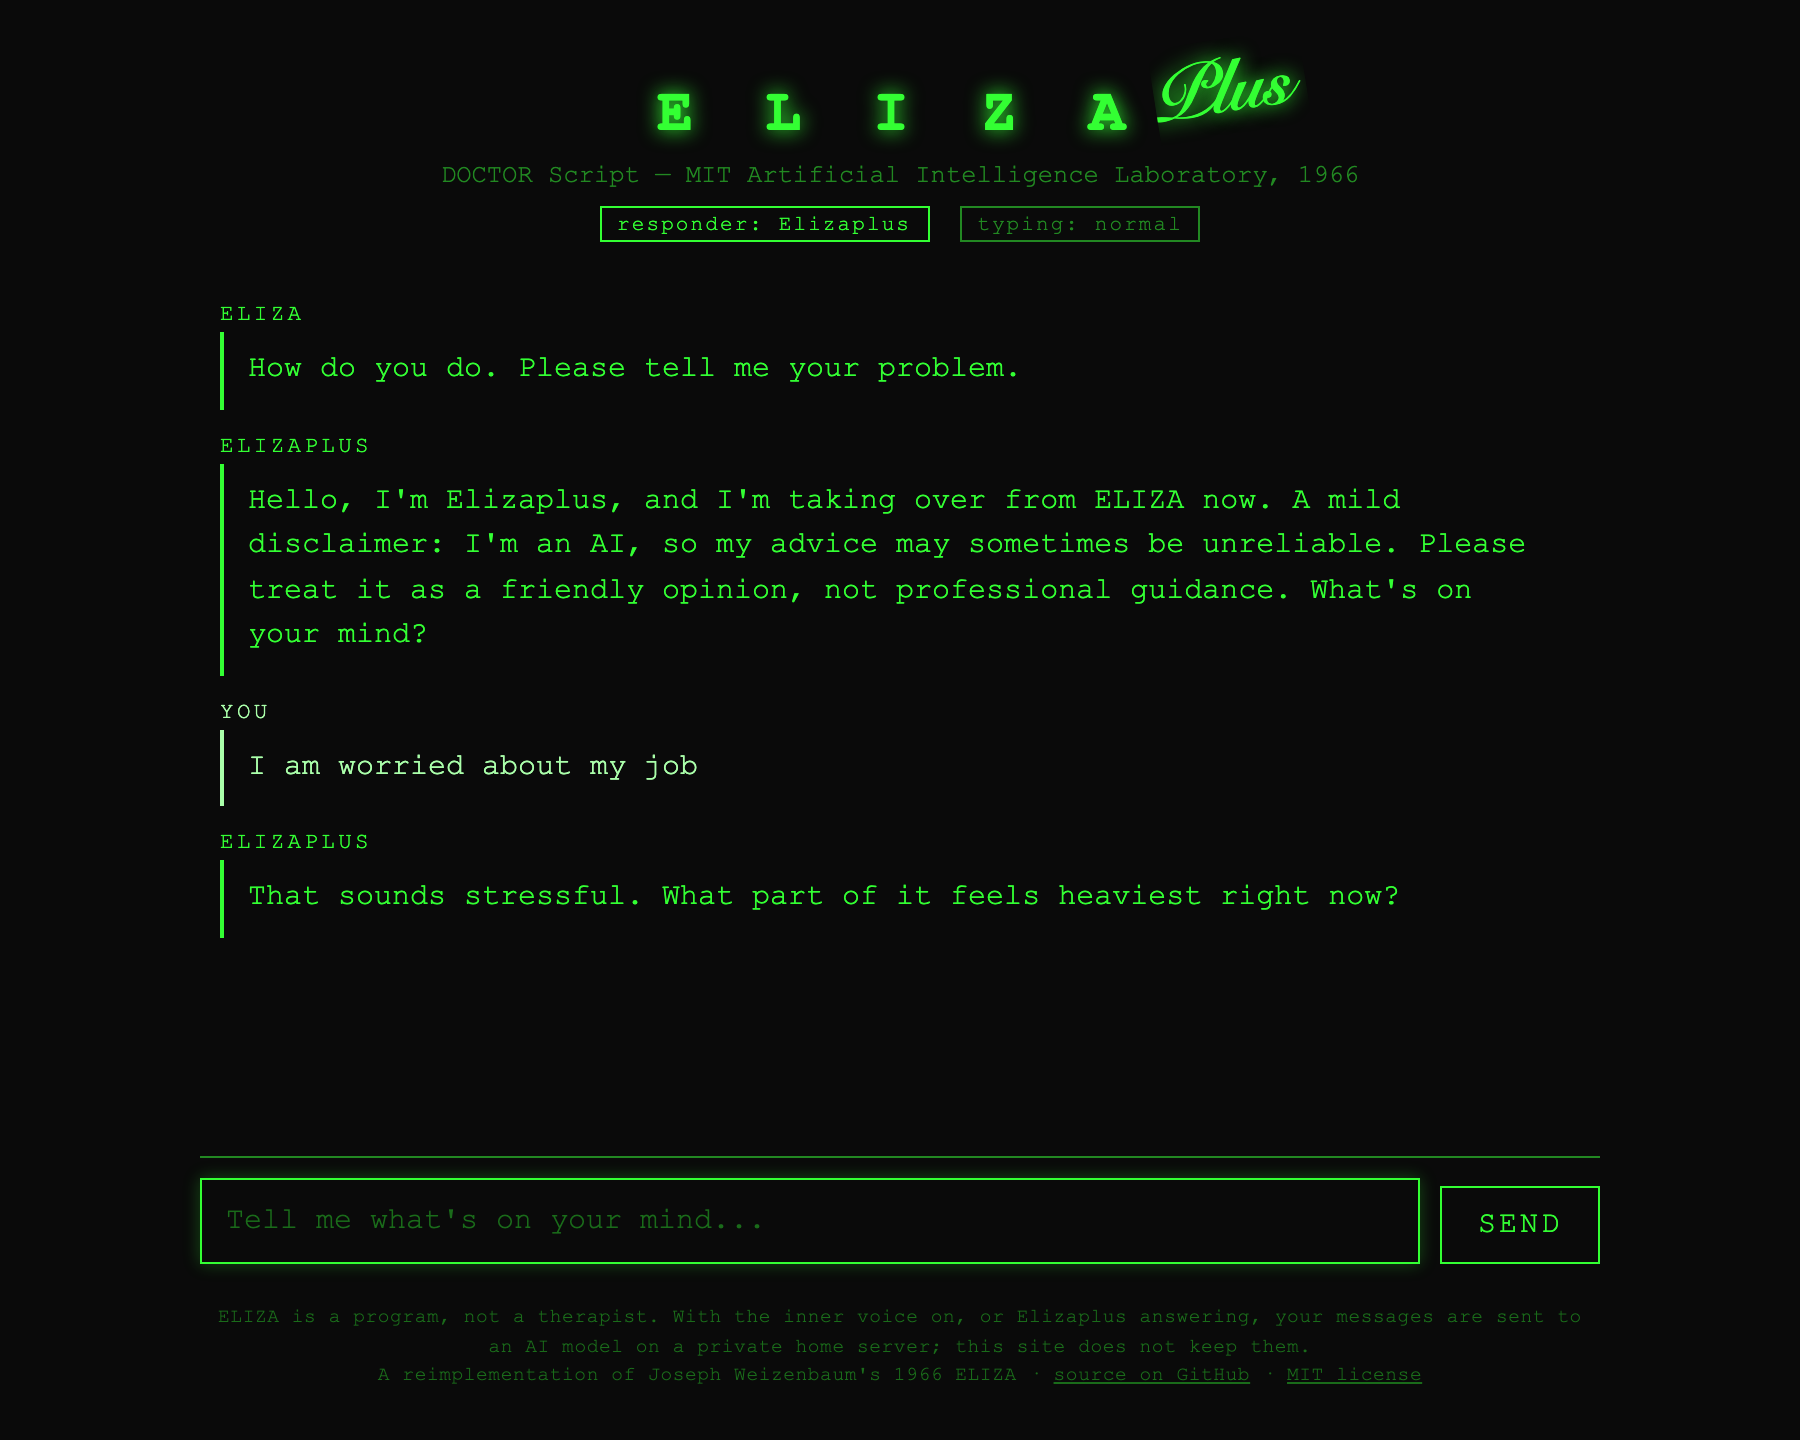 E L I Z A Plus
DOCTOR Script — MIT Artificial Intelligence Laboratory, 1966
responder: Elizaplus typing: normal
ELIZA
How do you do. Please tell me your problem.
ELIZAPLUS
Hello, I'm Elizaplus, and I'm taking over from ELIZA now. A mild
disclaimer: I'm an AI, so my advice may sometimes be unreliable. Please
treat it as a friendly opinion, not professional guidance. What's on
your mind?
YOU
I am worried about my job
ELIZAPLUS
That sounds stressful. What part of it feels heaviest right now?
Tell me what's on your mind...
SEND
ELIZA is a program, not a therapist. With the inner voice on, or Elizaplus answering, your messages are sent to
an AI model on a private home server; this site does not keep them.
A reimplementation of Joseph Weizenbaum's 1966 ELIZA · source on GitHub · MIT license